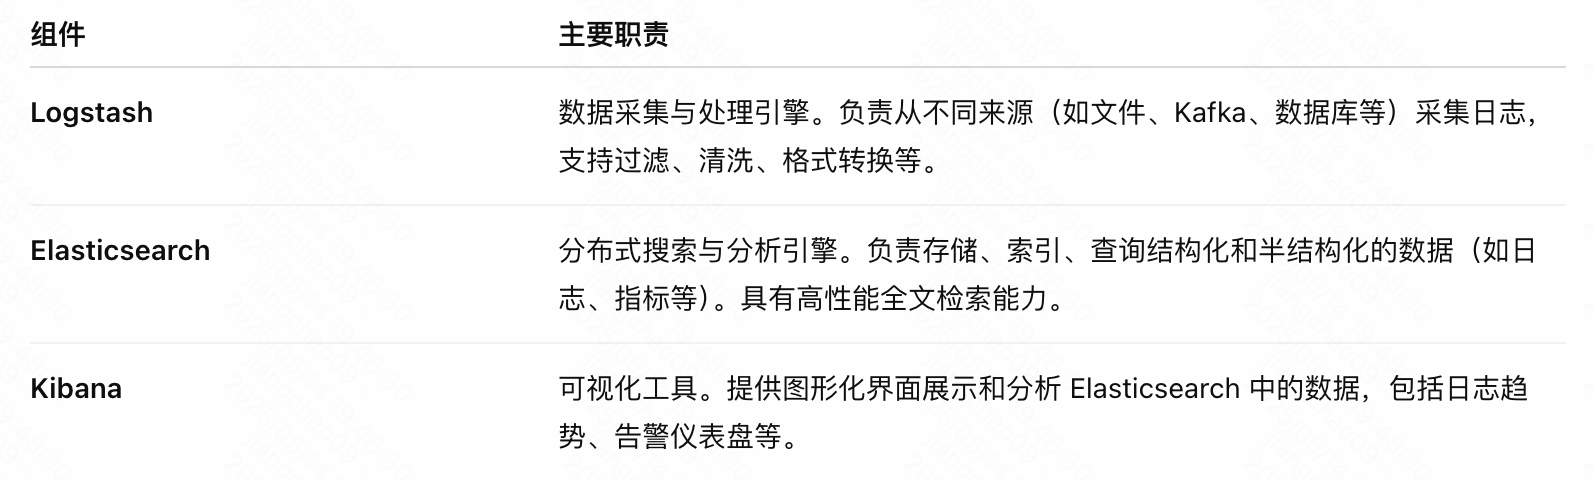 组件 主要职责
Logstash 数据采集与处理引擎。负责从不同来源（如文件、Kafka、数据库等）采集日志，
支持过滤、清洗、格式转换等。
Elasticsearch 分布式搜索与分析引擎。负责存储、索引、查询结构化和半结构化的数据（如日
志、指标等）。具有高性能全文检索能力。
Kibana 可视化工具。提供图形化界面展示和分析 Elasticsearch 中的数据，包括日志趋
势、告警仪表盘等。